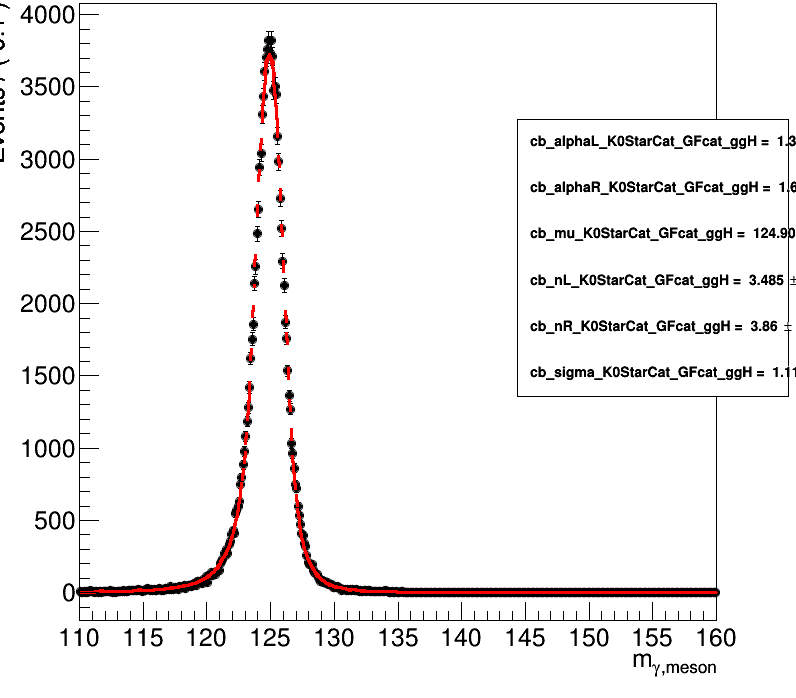 4000
3500
3000
2500
2000
1500
1000
500
0
cb_alphaL_K0StarCat_GFcat_ggH = 1.3
cb_alphaR_K0StarCat_GFcat_ggH = 1.6
cb_mu_K0StarCat_GFcat_ggH = 124.90
cb_nL_K0StarCat_GFcat_ggH = 3.485 ±
cb_nR_K0StarCat_GFcat_ggH = 3.86 ±
cb_sigma_K0StarCat_GFcat_ggH = 1.11
110 115 120 125 130 135 140 145 150 155 160
mγ,meson